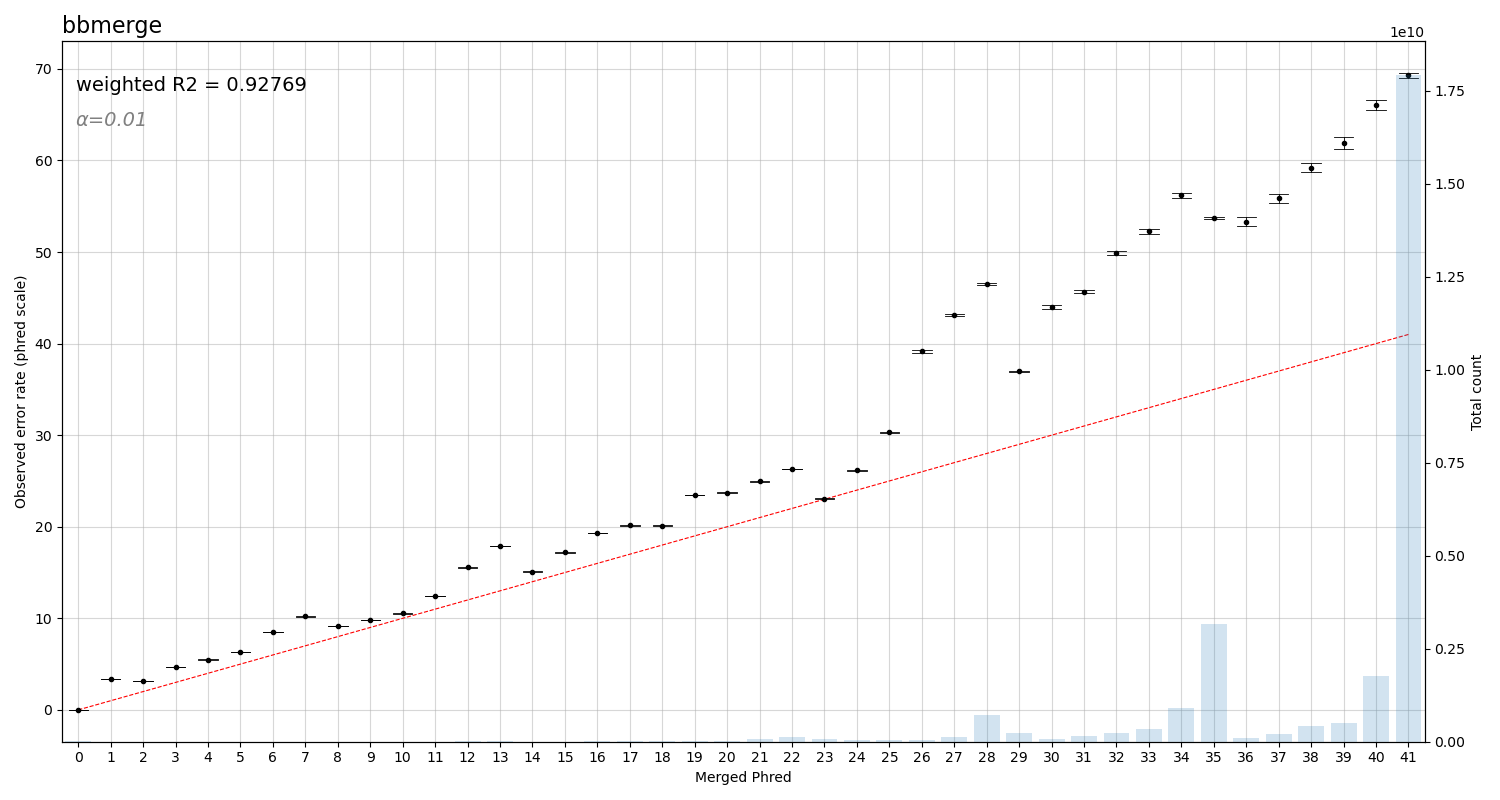 bbmerge
1e10
weighted R2 = 0.92769
α=0.01
70
60
50
40
30
20
10
0
Observed error rate (phred scale)
1.75
1.50
1.25
1.00
0.75
0.50
0.25
0.00
Total count
0 1 2 3 4 5 6 7 8 9 10 11 12 13 14 15 16 17 18 19 20 21 22 23 24 25 26 27 28 29 30 31 32 33 34 35 36 37 38 39 40 41
Merged Phred